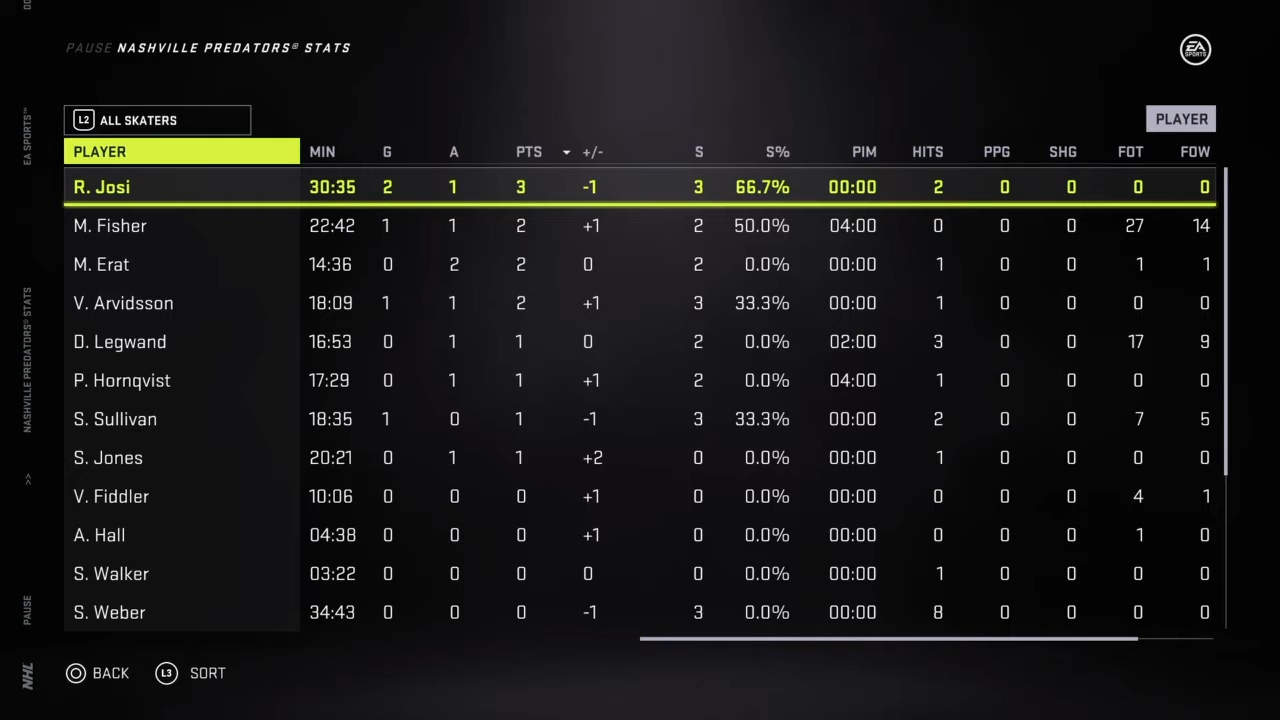 PAUSE NASHVILLE PREDATORS® STATS
EA SPORTS
L2 ALL SKATERS
PLAYER
PLAYER MIN G A PTS +/- S S% PIM HITS PPG SHG FOT FOW
R. Josi 30:35 2 1 3 -1 3 66.7% 00:00 2 0 0 0 0
M. Fisher 22:42 1 1 2 +1 2 50.0% 04:00 0 0 0 27 14
M. Erat 14:36 0 2 2 0 2 0.0% 00:00 1 0 0 1 1
V. Arvidsson 18:09 1 1 2 +1 3 33.3% 00:00 1 0 0 0 0
D. Legwand 16:53 0 1 1 0 2 0.0% 02:00 3 0 0 17 9
P. Hornqvist 17:29 0 1 1 +1 2 0.0% 04:00 1 0 0 0 0
S. Sullivan 18:35 1 0 1 -1 3 33.3% 00:00 2 0 0 7 5
S. Jones 20:21 0 1 1 +2 0 0.0% 00:00 1 0 0 0 0
V. Fiddler 10:06 0 0 0 +1 0 0.0% 00:00 0 0 0 4 1
A. Hall 04:38 0 0 0 +1 0 0.0% 00:00 0 0 0 1 0
S. Walker 03:22 0 0 0 0 0 0.0% 00:00 1 0 0 0 0
S. Weber 34:43 0 0 0 -1 3 0.0% 00:00 8 0 0 0 0
BACK L3 SORT
NHL PAUSE >> NASHVILLE PREDATORS® STATS EA SPORTS™